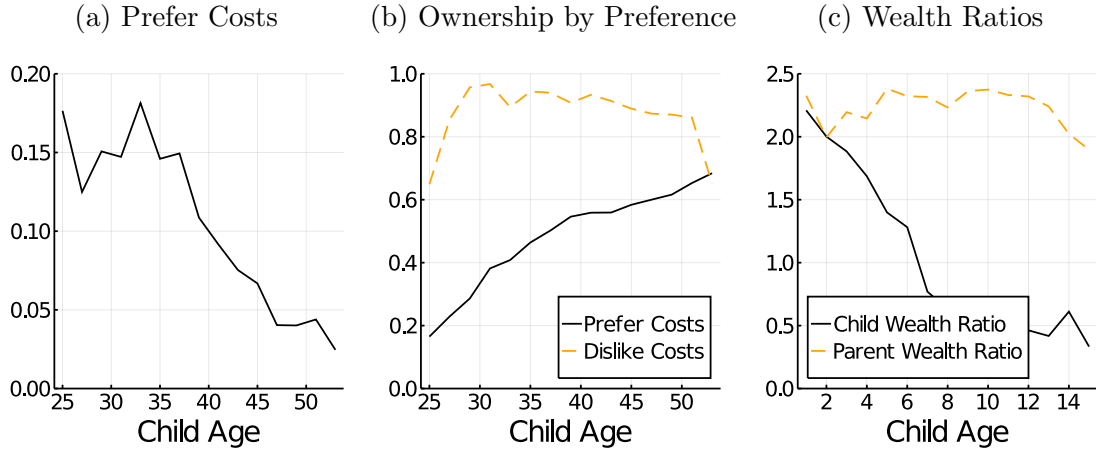 (a) Prefer Costs
(b) Ownership by Preference
(c) Wealth Ratios
0.20
0.15
0.10
0.05
0.00
25 30 35 40 45 50
Child Age
1.0
0.8
0.6
0.4
0.2
0.0
Prefer Costs
Dislike Costs
25 30 35 40 45 50
Child Age
2.5
2.0
1.5
1.0
0.5
0.0
Child Wealth Ratio
Parent Wealth Ratio
2 4 6 8 10 12 14
Child Age